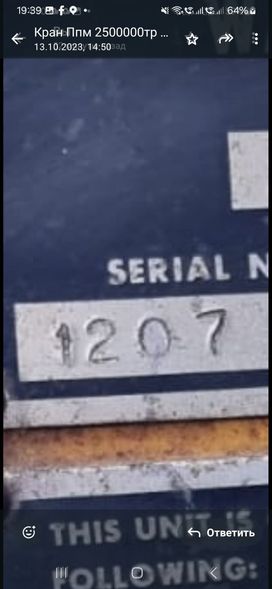 19:39
64%
Кран Ппм 2500000тр ...
13.10.2023, 14:50
SERIAL N
1207
THIS UNIT IS
Ответить
FOLLOWING: